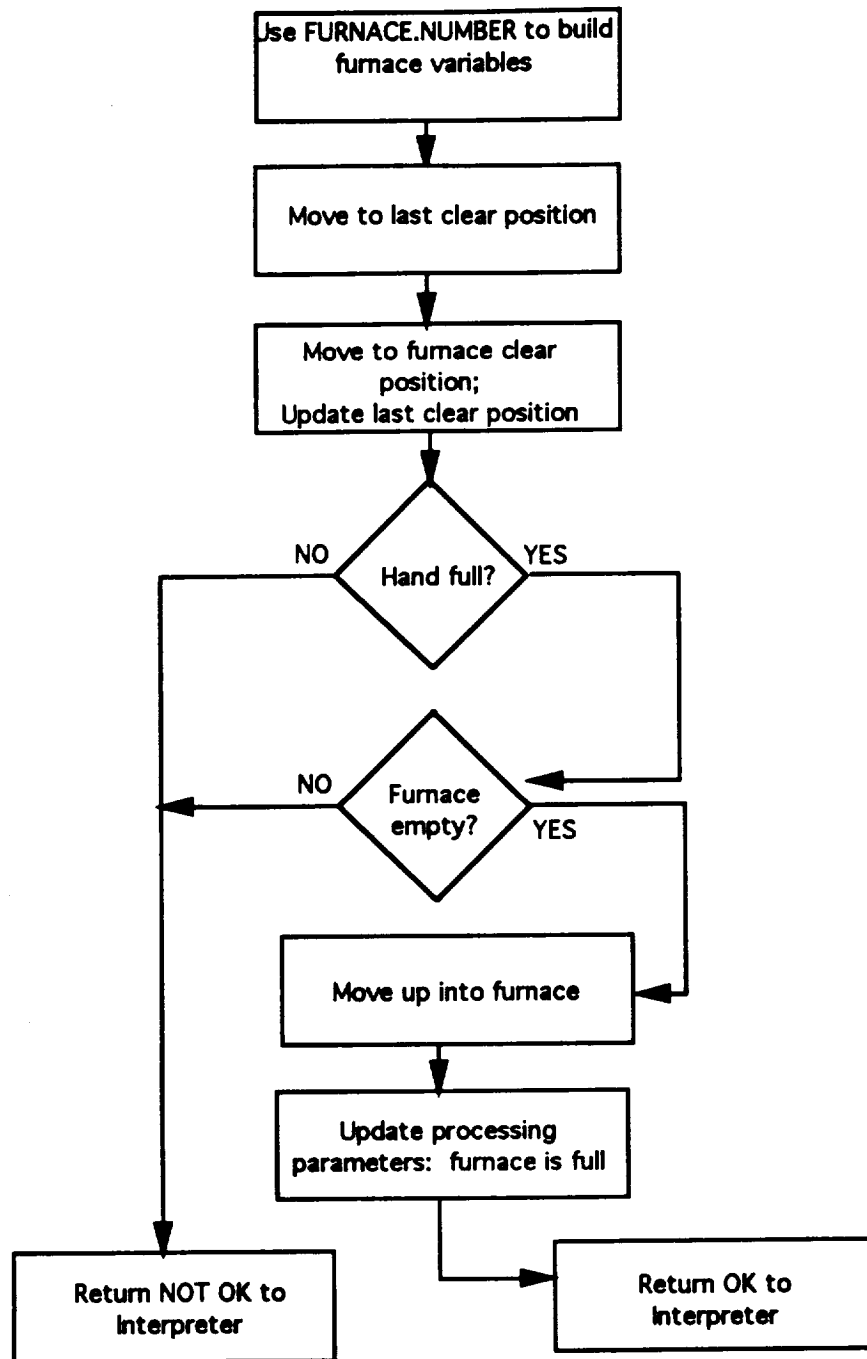 Use FURNACE.NUMBER to build
furnace variables
Move to last clear position
Move to furnace clear
position;
Update last clear position
NO
YES
Hand full?
NO
Furnace
empty?
YES
Move up into furnace
Update processing
parameters: furnace is full
Return NOT OK to
Interpreter
Return OK to
Interpreter